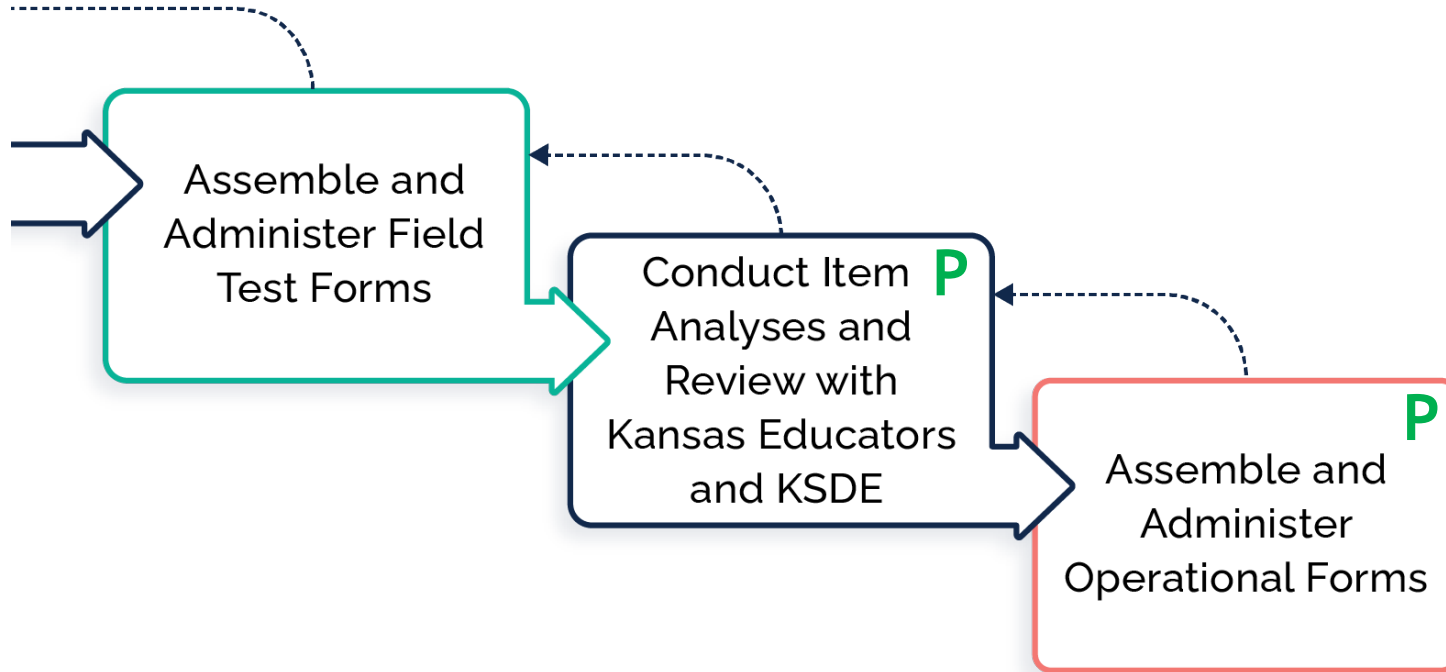 Assemble and
Administer Field
Test Forms
Conduct Item P
Analyses and
Review with
Kansas Educators
and KSDE
P
Assemble and
Administer
Operational Forms